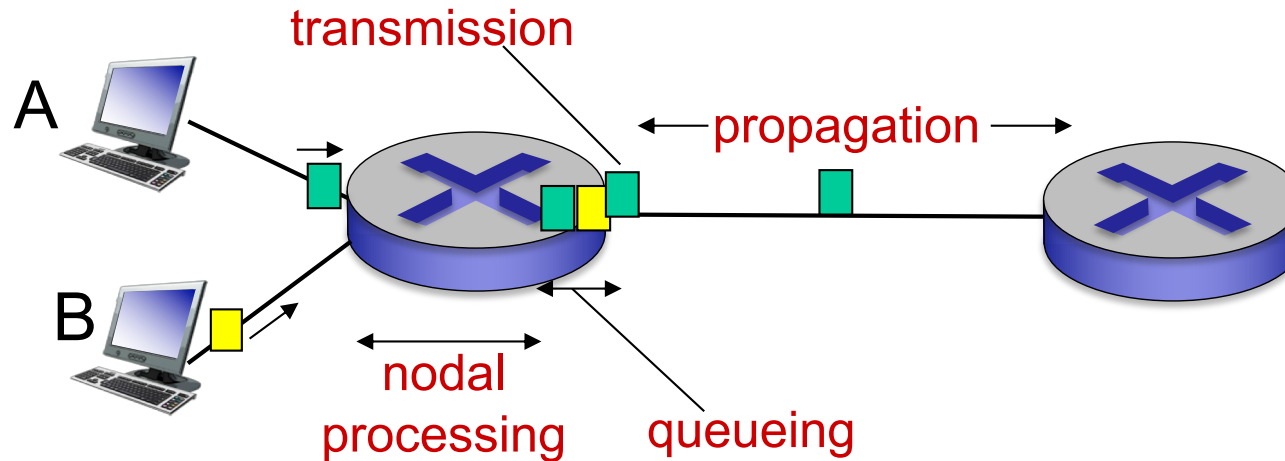 transmission
A
propagation
B
nodal
processing
queueing